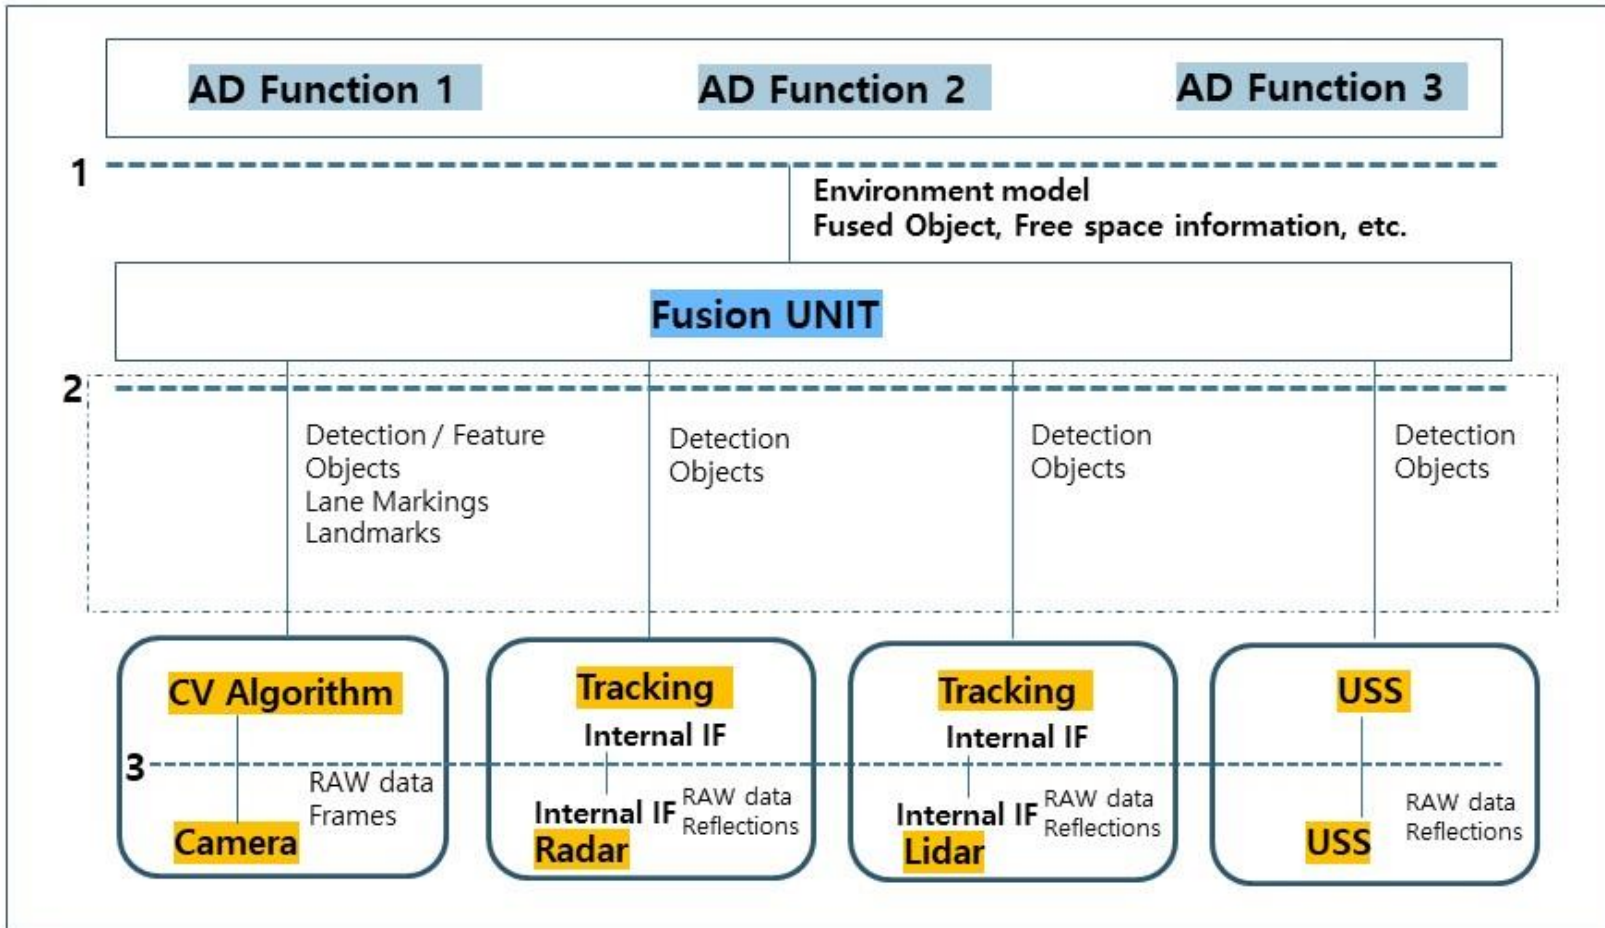 AD Function 1
AD Function 2
AD Function 3
1
Environment model
Fused Object, Free space information, etc.
Fusion UNIT
2
Detection / Feature
Objects
Lane Markings
Landmarks
Detection
Objects
Detection
Objects
Detection
Objects
CV Algorithm
Tracking
Internal IF
Tracking
Internal IF
USS
3
RAW data
Frames
Camera
Internal IF
RAW data
Reflections
Radar
Internal IF
RAW data
Reflections
Lidar
RAW data
Reflections
USS